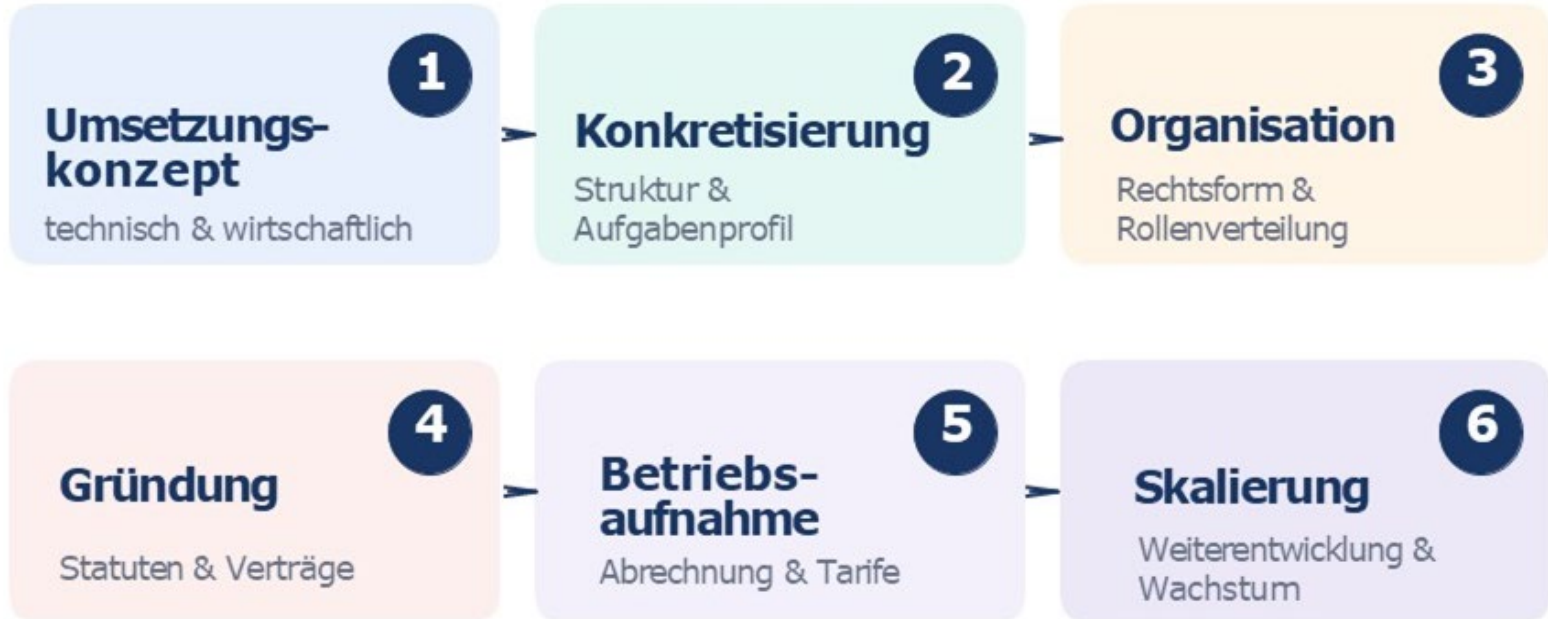 1
Umsetzungs-
konzept
technisch & wirtschaftlich
2
Konkretisierung
Struktur &
Aufgabenprofil
3
Organisation
Rechtsform &
Rollenverteilung
4
Gründung
Statuten & Verträge
5
Betriebs-
aufnahme
Abrechnung & Tarife
6
Skalierung
Weiterentwicklung &
Wachstum